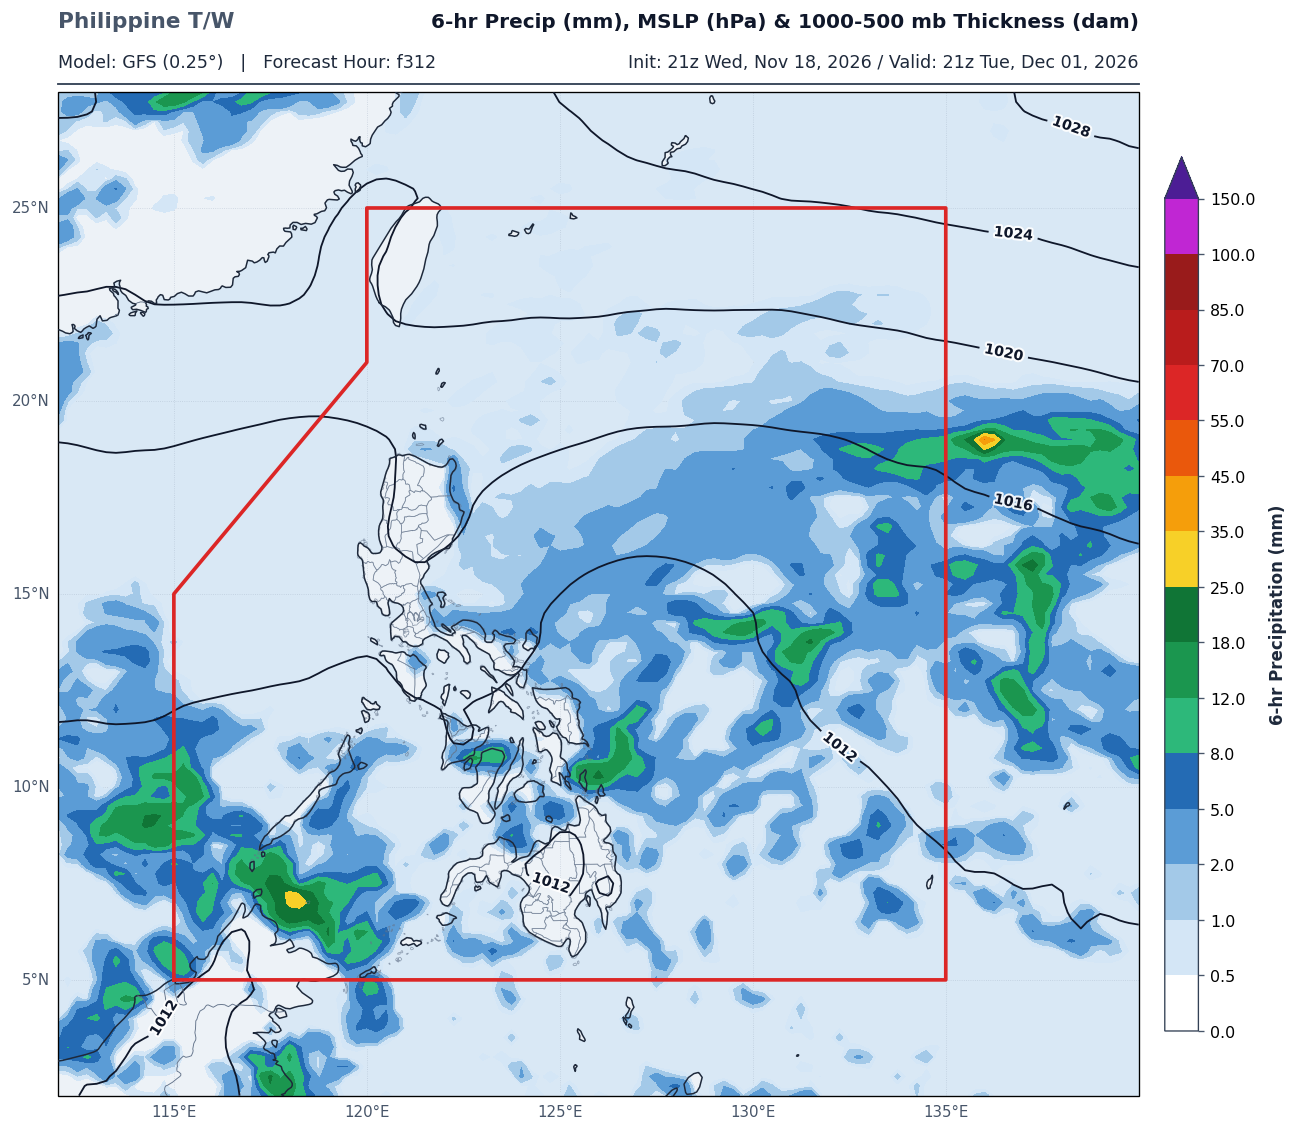 Philippine T/W
6-hr Precip (mm), MSLP (hPa) & 1000-500 mb Thickness (dam)
Model: GFS (0.25°) | Forecast Hour: f312
Init: 21z Wed, Nov 18, 2026 / Valid: 21z Tue, Dec 01, 2026
1028
1024
1020
1016
1012
1012
1012
25°N
20°N
15°N
10°N
5°N
115°E
120°E
125°E
130°E
135°E
150.0
100.0
85.0
70.0
55.0
45.0
35.0
25.0
18.0
12.0
8.0
5.0
2.0
1.0
0.5
0.0
6-hr Precipitation (mm)